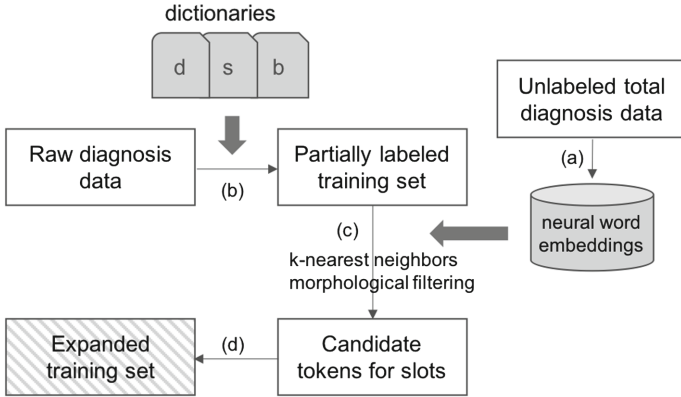 dictionaries
d s b
Unlabeled total
diagnosis data
(a)
Raw diagnosis
data
(b)
Partially labeled
training set
neural word
embeddings
(c)
k-nearest neighbors
morphological filtering
Expanded
training set
(d)
Candidate
tokens for slots